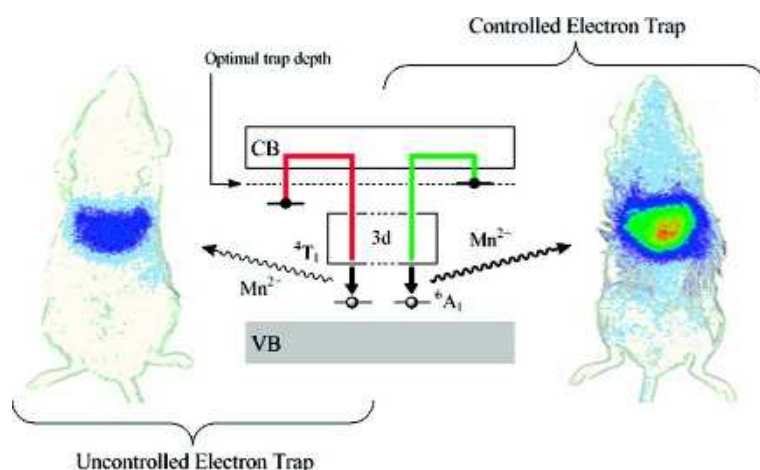 Controlled Electron Trap
Optimal trap depth
CB
3d
⁴T₁
Mn²⁺
Mn²⁺
⁶A₁
VB
Uncontrolled Electron Trap